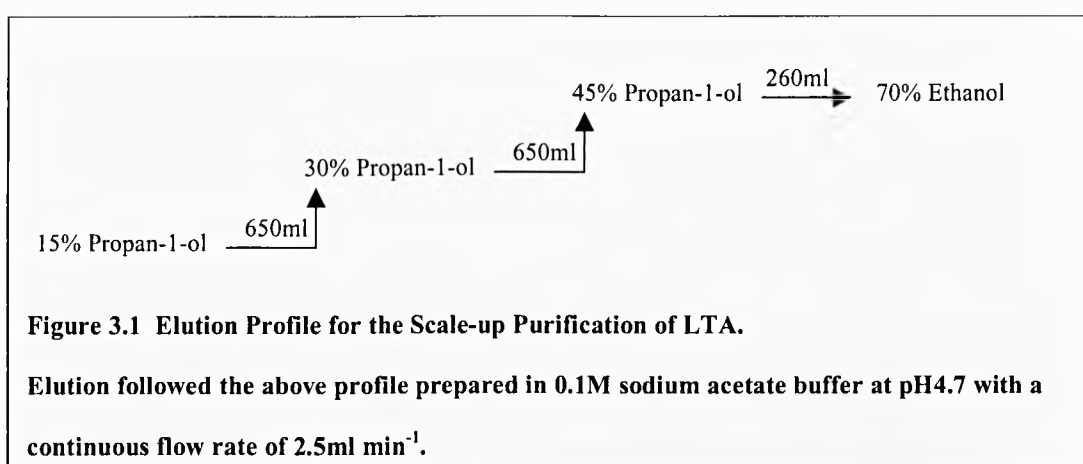 45% Propan-1-ol 260ml 70% Ethanol
30% Propan-1-ol 650ml
15% Propan-1-ol 650ml
Figure 3.1 Elution Profile for the Scale-up Purification of LTA.
Elution followed the above profile prepared in 0.1M sodium acetate buffer at pH4.7 with a
continuous flow rate of 2.5ml min⁻¹.